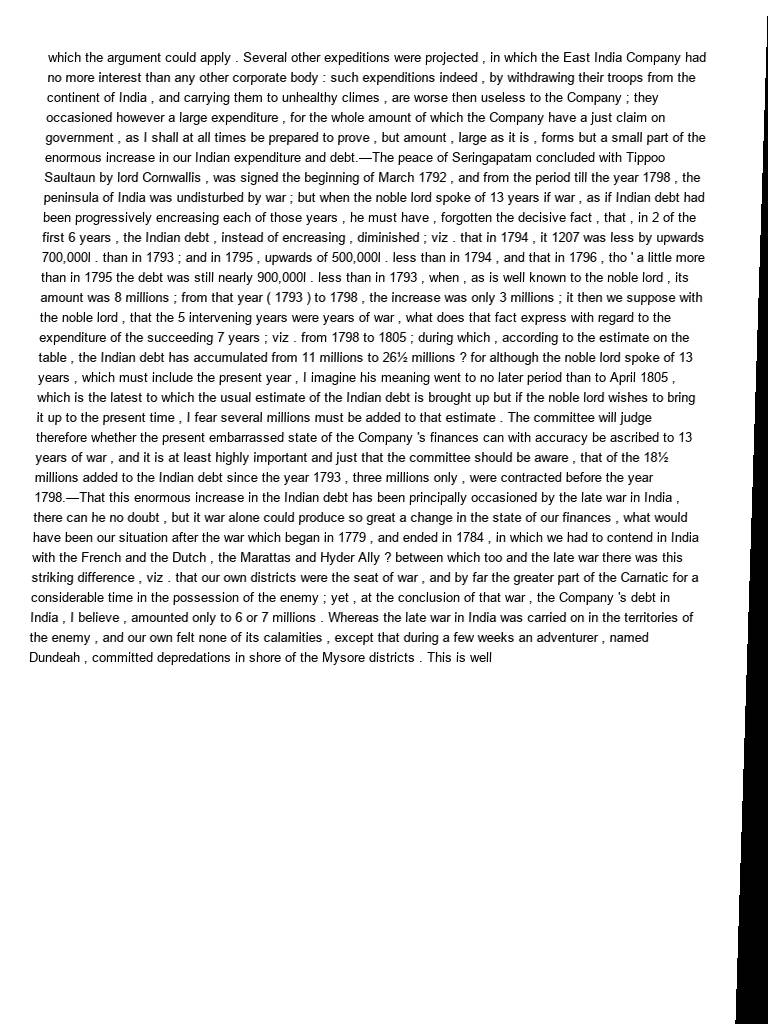 which the argument could apply . Several other expeditions were projected , in which the East India Company had
no more interest than any other corporate body : such expenditions indeed , by withdrawing their troops from the
continent of India , and carrying them to unhealthy climes , are worse then useless to the Company ; they
occasioned however a large expenditure , for the whole amount of which the Company have a just claim on
government , as I shall at all times be prepared to prove , but amount , large as it is , forms but a small part of the
enormous increase in our Indian expenditure and debt.—The peace of Seringapatam concluded with Tippoo
Saultaun by lord Cornwallis , was signed the beginning of March 1792 , and from the period till the year 1798 , the
peninsula of India was undisturbed by war ; but when the noble lord spoke of 13 years if war , as if Indian debt had
been progressively encreasing each of those years , he must have , forgotten the decisive fact , that , in 2 of the
first 6 years , the Indian debt , instead of encreasing , diminished ; viz . that in 1794 , it 1207 was less by upwards
700,000l . than in 1793 ; and in 1795 , upwards of 500,000l . less than in 1794 , and that in 1796 , tho ' a little more
than in 1795 the debt was still nearly 900,000l . less than in 1793 , when , as is well known to the noble lord , its
amount was 8 millions ; from that year ( 1793 ) to 1798 , the increase was only 3 millions ; it then we suppose with
the noble lord , that the 5 intervening years were years of war , what does that fact express with regard to the
expenditure of the succeeding 7 years ; viz . from 1798 to 1805 ; during which , according to the estimate on the
table , the Indian debt has accumulated from 11 millions to 26½ millions ? for although the noble lord spoke of 13
years , which must include the present year , I imagine his meaning went to no later period than to April 1805 ,
which is the latest to which the usual estimate of the Indian debt is brought up but if the noble lord wishes to bring
it up to the present time , I fear several millions must be added to that estimate . The committee will judge
therefore whether the present embarrassed state of the Company 's finances can with accuracy be ascribed to 13
years of war , and it is at least highly important and just that the committee should be aware , that of the 18½
millions added to the Indian debt since the year 1793 , three millions only , were contracted before the year
1798.—That this enormous increase in the Indian debt has been principally occasioned by the late war in India ,
there can he no doubt , but it war alone could produce so great a change in the state of our finances , what would
have been our situation after the war which began in 1779 , and ended in 1784 , in which we had to contend in India
with the French and the Dutch , the Marattas and Hyder Ally ? between which too and the late war there was this
striking difference , viz . that our own districts were the seat of war , and by far the greater part of the Carnatic for a
considerable time in the possession of the enemy ; yet , at the conclusion of that war , the Company 's debt in
India , I believe , amounted only to 6 or 7 millions . Whereas the late war in India was carried on in the territories of
the enemy , and our own felt none of its calamities , except that during a few weeks an adventurer , named
Dundeah , committed depredations in shore of the Mysore districts . This is well